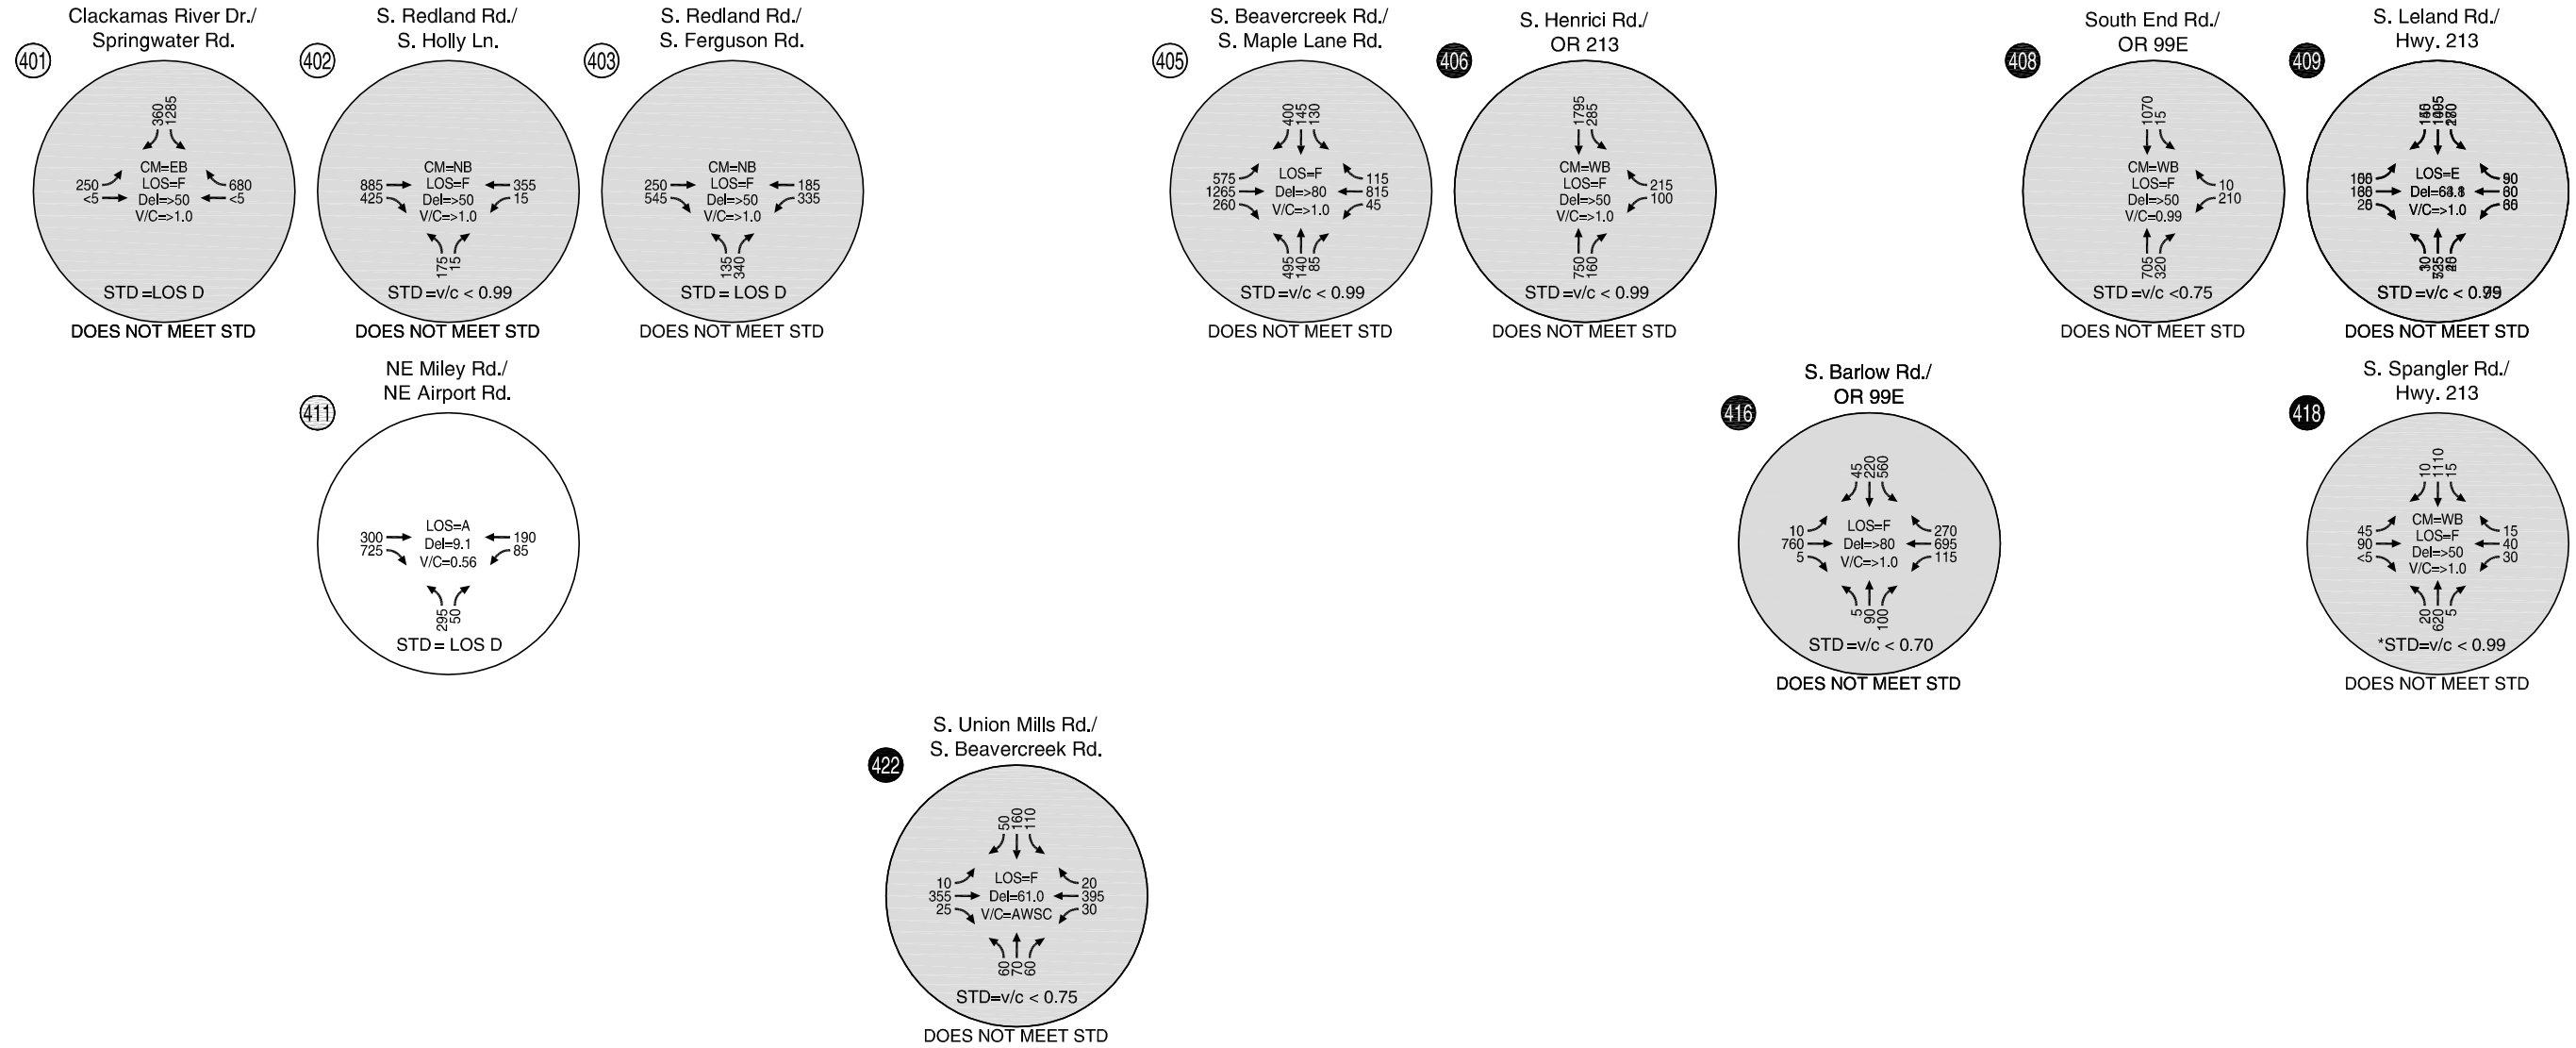 Clackamas River Dr./
Springwater Rd.
401
360
1285
250
<5
CM=EB
LOS=F
Del=>50
V/C=>1.0
680
<5
STD =LOS D
DOES NOT MEET STD
S. Redland Rd./
S. Holly Ln.
402
885
425
CM=NB
LOS=F
Del=>50
V/C=>1.0
355
15
175
15
STD =v/c < 0.99
DOES NOT MEET STD
S. Redland Rd./
S. Ferguson Rd.
403
250
545
CM=NB
LOS=F
Del=>50
V/C=>1.0
185
335
135
340
STD = LOS D
DOES NOT MEET STD
S. Beavercreek Rd./
S. Maple Lane Rd.
405
400
145
130
575
1265
260
LOS=F
Del=>80
V/C=>1.0
115
815
45
495
140
85
STD =v/c < 0.99
DOES NOT MEET STD
S. Henrici Rd./
OR 213
406
1795
285
CM=WB
LOS=F
Del=>50
V/C=>1.0
215
100
750
160
STD =v/c < 0.99
DOES NOT MEET STD
South End Rd./
OR 99E
408
1070
15
CM=WB
LOS=F
Del=>50
V/C=0.99
10
210
705
320
STD =v/c <0.75
DOES NOT MEET STD
S. Leland Rd./
Hwy. 213
409
LOS=E
V/C=>1.0
STD =v/c <
DOES NOT MEET STD
NE Miley Rd./
NE Airport Rd.
411
300
725
LOS=A
Del=9.1
V/C=0.56
190
85
295
50
STD = LOS D
S. Barlow Rd./
OR 99E
416
45
220
560
10
760
5
LOS=F
Del=>80
V/C=>1.0
270
695
115
5
90
100
STD =v/c < 0.70
DOES NOT MEET STD
S. Spangler Rd./
Hwy. 213
418
10
1110
15
45
90
<5
CM=WB
LOS=F
Del=>50
V/C=>1.0
15
40
30
20
620
5
*STD=v/c < 0.99
DOES NOT MEET STD
S. Union Mills Rd./
S. Beavercreek Rd.
422
50
160
110
10
355
25
LOS=F
Del=61.0
V/C=AWSC
20
395
30
60
70
60
STD=v/c < 0.75
DOES NOT MEET STD